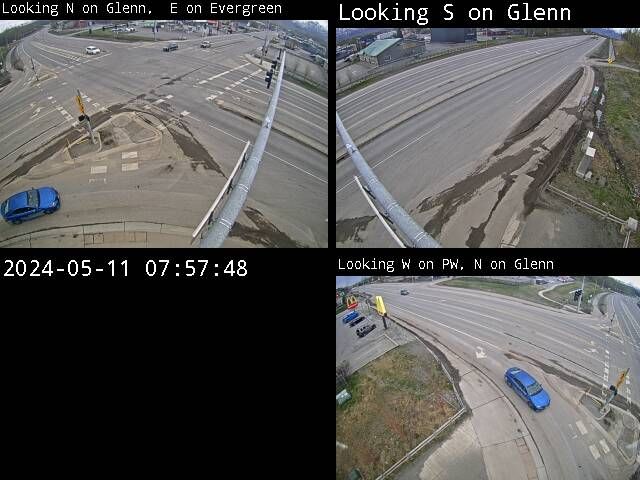 Looking N on Glenn,  E on Evergreen
Looking S on Glenn
2024-05-11 07:57:48
Looking W on PW, N on Glenn